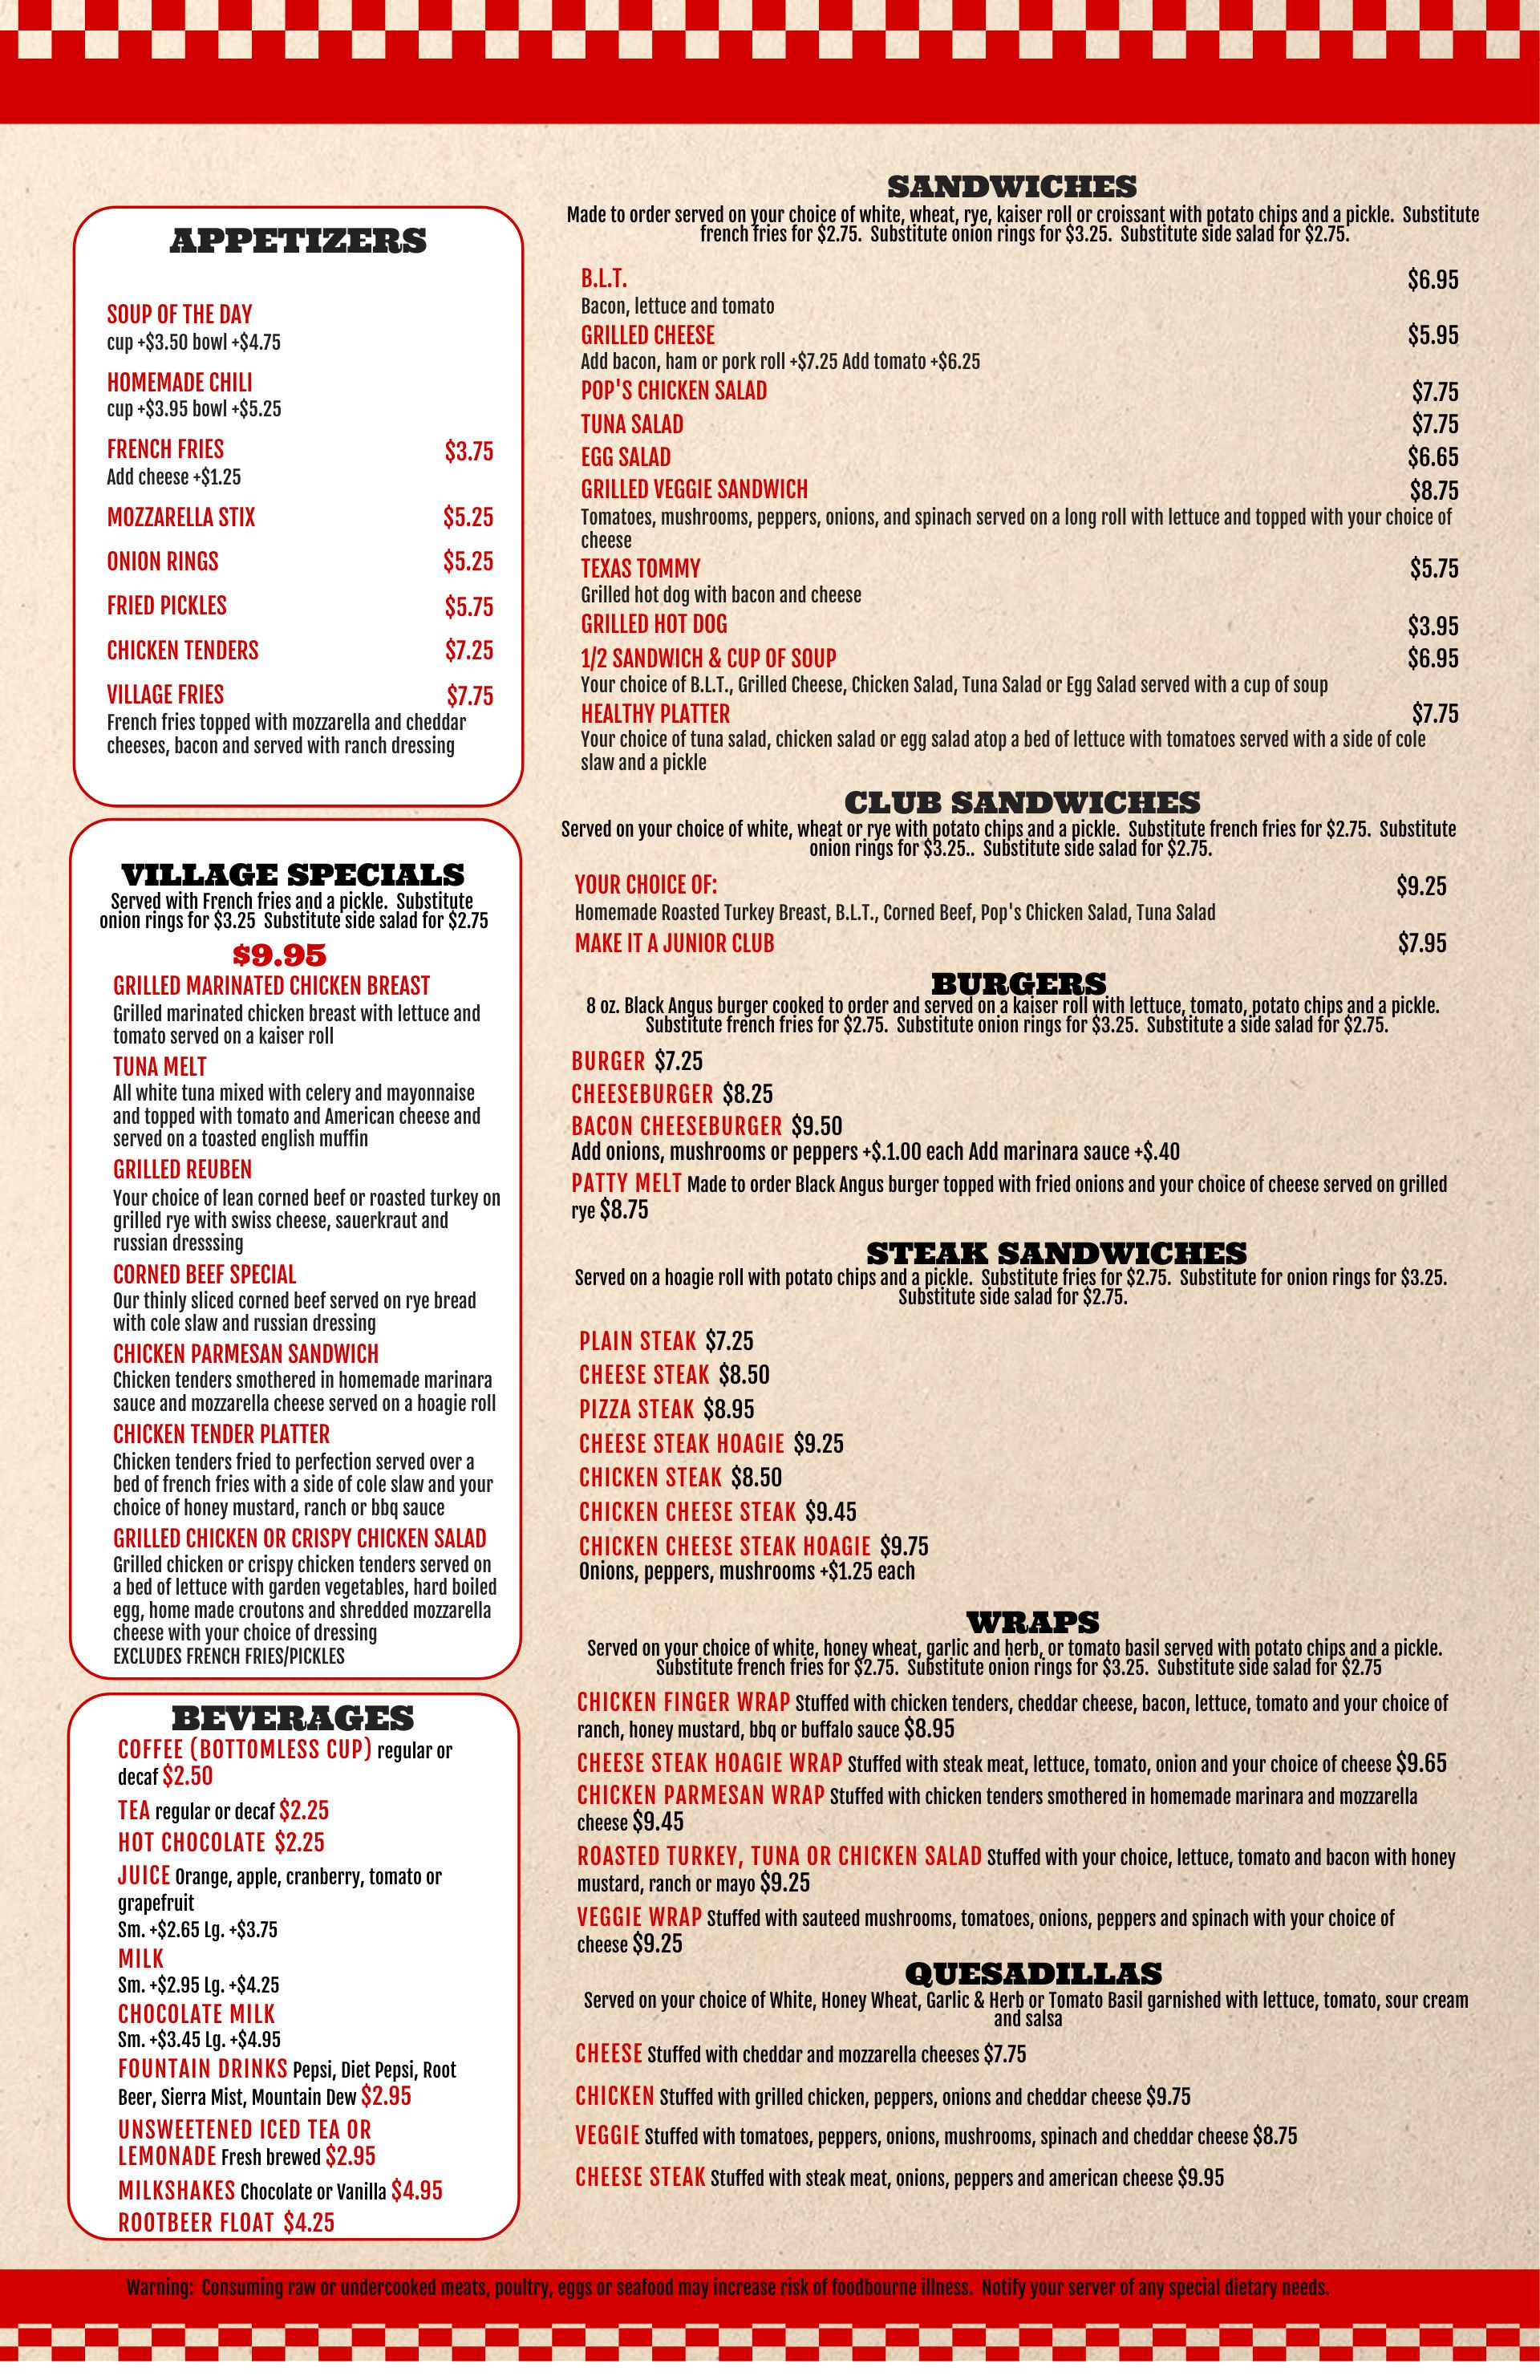 APPETIZERS
SOUP OF THE DAY
cup +$3.50 bowl +$4.75
HOMEMADE CHILI
cup +$3.95 bowl +$5.25
FRENCH FRIES $3.75
Add cheese +$1.25
MOZZARELLA STIX $5.25
ONION RINGS $5.25
FRIED PICKLES $5.75
CHICKEN TENDERS $7.25
VILLAGE FRIES $7.75
French fries topped with mozzarella and cheddar
cheeses, bacon and served with ranch dressing
VILLAGE SPECIALS
Served with French fries and a pickle. Substitute
onion rings for $3.25 Substitute side salad for $2.75
$9.95
GRILLED MARINATED CHICKEN BREAST
Grilled marinated chicken breast with lettuce and
tomato served on a kaiser roll
TUNA MELT
All white tuna mixed with celery and mayonnaise
and topped with tomato and American cheese and
served on a toasted english muffin
GRILLED REUBEN
Your choice of lean corned beef or roasted turkey on
grilled rye with swiss cheese, sauerkraut and
russian dresssing
CORNED BEEF SPECIAL
Our thinly sliced corned beef served on rye bread
with cole slaw and russian dressing
CHICKEN PARMESAN SANDWICH
Chicken tenders smothered in homemade marinara
sauce and mozzarella cheese served on a hoagie roll
CHICKEN TENDER PLATTER
Chicken tenders fried to perfection served over a
bed of french fries with a side of cole slaw and your
choice of honey mustard, ranch or bbq sauce
GRILLED CHICKEN OR CRISPY CHICKEN SALAD
Grilled chicken or crispy chicken tenders served on
a bed of lettuce with garden vegetables, hard boiled
egg, home made croutons and shredded mozzarella
cheese with your choice of dressing
EXCLUDES FRENCH FRIES/PICKLES
BEVERAGES
COFFEE (BOTTOMLESS CUP) regular or
decaf $2.50
TEA regular or decaf $2.25
HOT CHOCOLATE $2.25
JUICE Orange, apple, cranberry, tomato or
grapefruit
Sm. +$2.65 Lg. +$3.75
MILK
Sm. +$2.95 Lg. +$4.25
CHOCOLATE MILK
Sm. +$3.45 Lg. +$4.95
FOUNTAIN DRINKS Pepsi, Diet Pepsi, Root
Beer, Sierra Mist, Mountain Dew $2.95
UNSWEETENED ICED TEA OR
LEMONADE Fresh brewed $2.95
MILKSHAKES Chocolate or Vanilla $4.95
ROOTBEER FLOAT $4.25
SANDWICHES
Made to order served on your choice of white, wheat, rye, kaiser roll or croissant with potato chips and a pickle. Substitute
french fries for $2.75. Substitute onion rings for $3.25. Substitute side salad for $2.75.
B.L.T. $6.95
Bacon, lettuce and tomato
GRILLED CHEESE $5.95
Add bacon, ham or pork roll +$7.25 Add tomato +$6.25
POP'S CHICKEN SALAD $7.75
TUNA SALAD $7.75
EGG SALAD $6.65
GRILLED VEGGIE SANDWICH $8.75
Tomatoes, mushrooms, peppers, onions, and spinach served on a long roll with lettuce and topped with your choice of
cheese
TEXAS TOMMY $5.75
Grilled hot dog with bacon and cheese
GRILLED HOT DOG $3.95
1/2 SANDWICH & CUP OF SOUP $6.95
Your choice of B.L.T., Grilled Cheese, Chicken Salad, Tuna Salad or Egg Salad served with a cup of soup
HEALTHY PLATTER $7.75
Your choice of tuna salad, chicken salad or egg salad atop a bed of lettuce with tomatoes served with a side of cole
slaw and a pickle
CLUB SANDWICHES
Served on your choice of white, wheat or rye with potato chips and a pickle. Substitute french fries for $2.75. Substitute
onion rings for $3.25.. Substitute side salad for $2.75.
YOUR CHOICE OF: $9.25
Homemade Roasted Turkey Breast, B.L.T., Corned Beef, Pop's Chicken Salad, Tuna Salad
MAKE IT A JUNIOR CLUB $7.95
BURGERS
8 oz. Black Angus burger cooked to order and served on a kaiser roll with lettuce, tomato, potato chips and a pickle.
Substitute french fries for $2.75. Substitute onion rings for $3.25. Substitute a side salad for $2.75.
BURGER $7.25
CHEESEBURGER $8.25
BACON CHEESEBURGER $9.50
Add onions, mushrooms or peppers +$.1.00 each Add marinara sauce +$.40
PATTY MELT Made to order Black Angus burger topped with fried onions and your choice of cheese served on grilled
rye $8.75
STEAK SANDWICHES
Served on a hoagie roll with potato chips and a pickle. Substitute fries for $2.75. Substitute for onion rings for $3.25.
Substitute side salad for $2.75.
PLAIN STEAK $7.25
CHEESE STEAK $8.50
PIZZA STEAK $8.95
CHEESE STEAK HOAGIE $9.25
CHICKEN STEAK $8.50
CHICKEN CHEESE STEAK $9.45
CHICKEN CHEESE STEAK HOAGIE $9.75
Onions, peppers, mushrooms +$1.25 each
WRAPS
Served on your choice of white, honey wheat, garlic and herb, or tomato basil served with potato chips and a pickle.
Substitute french fries for $2.75. Substitute onion rings for $3.25. Substitute side salad for $2.75
CHICKEN FINGER WRAP Stuffed with chicken tenders, cheddar cheese, bacon, lettuce, tomato and your choice of
ranch, honey mustard, bbq or buffalo sauce $8.95
CHEESE STEAK HOAGIE WRAP Stuffed with steak meat, lettuce, tomato, onion and your choice of cheese $9.65
CHICKEN PARMESAN WRAP Stuffed with chicken tenders smothered in homemade marinara and mozzarella
cheese $9.45
ROASTED TURKEY, TUNA OR CHICKEN SALAD Stuffed with your choice, lettuce, tomato and bacon with honey
mustard, ranch or mayo $9.25
VEGGIE WRAP Stuffed with sauteed mushrooms, tomatoes, onions, peppers and spinach with your choice of
cheese $9.25
QUESADILLAS
Served on your choice of White, Honey Wheat, Garlic & Herb or Tomato Basil garnished with lettuce, tomato, sour cream
and salsa
CHEESE Stuffed with cheddar and mozzarella cheeses $7.75
CHICKEN Stuffed with grilled chicken, peppers, onions and cheddar cheese $9.75
VEGGIE Stuffed with tomatoes, peppers, onions, mushrooms, spinach and cheddar cheese $8.75
CHEESE STEAK Stuffed with steak meat, onions, peppers and american cheese $9.95
Warning: Consuming raw or undercooked meats, poultry, eggs or seafood may increase risk of foodbourne illness. Notify your server of any special dietary needs.